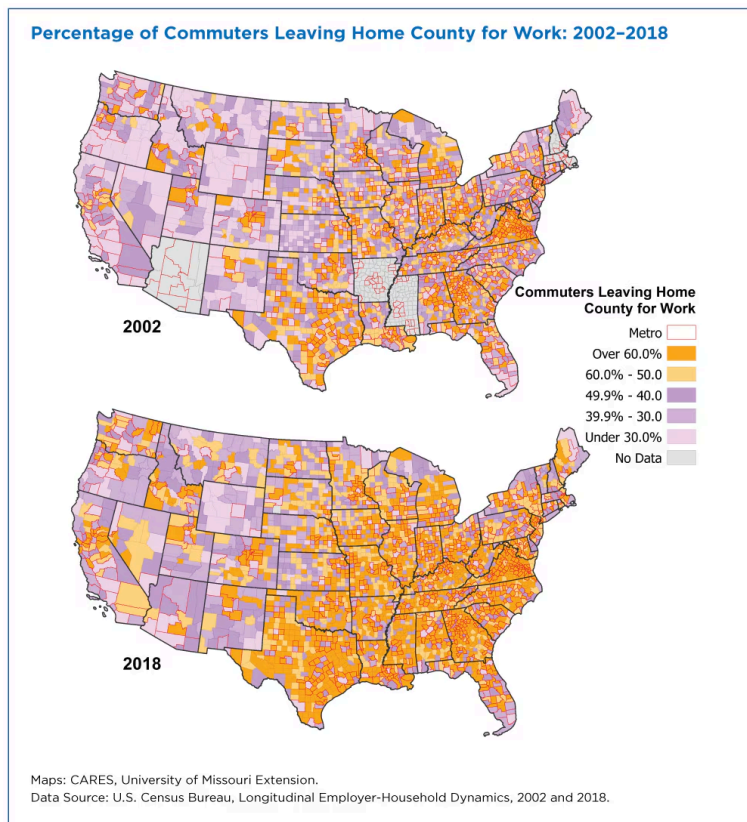 Percentage of Commuters Leaving Home County for Work: 2002–2018
2002
Commuters Leaving Home
County for Work
Metro
Over 60.0%
60.0% - 50.0
49.9% - 40.0
39.9% - 30.0
Under 30.0%
No Data
2018
Maps: CARES, University of Missouri Extension.
Data Source: U.S. Census Bureau, Longitudinal Employer-Household Dynamics, 2002 and 2018.